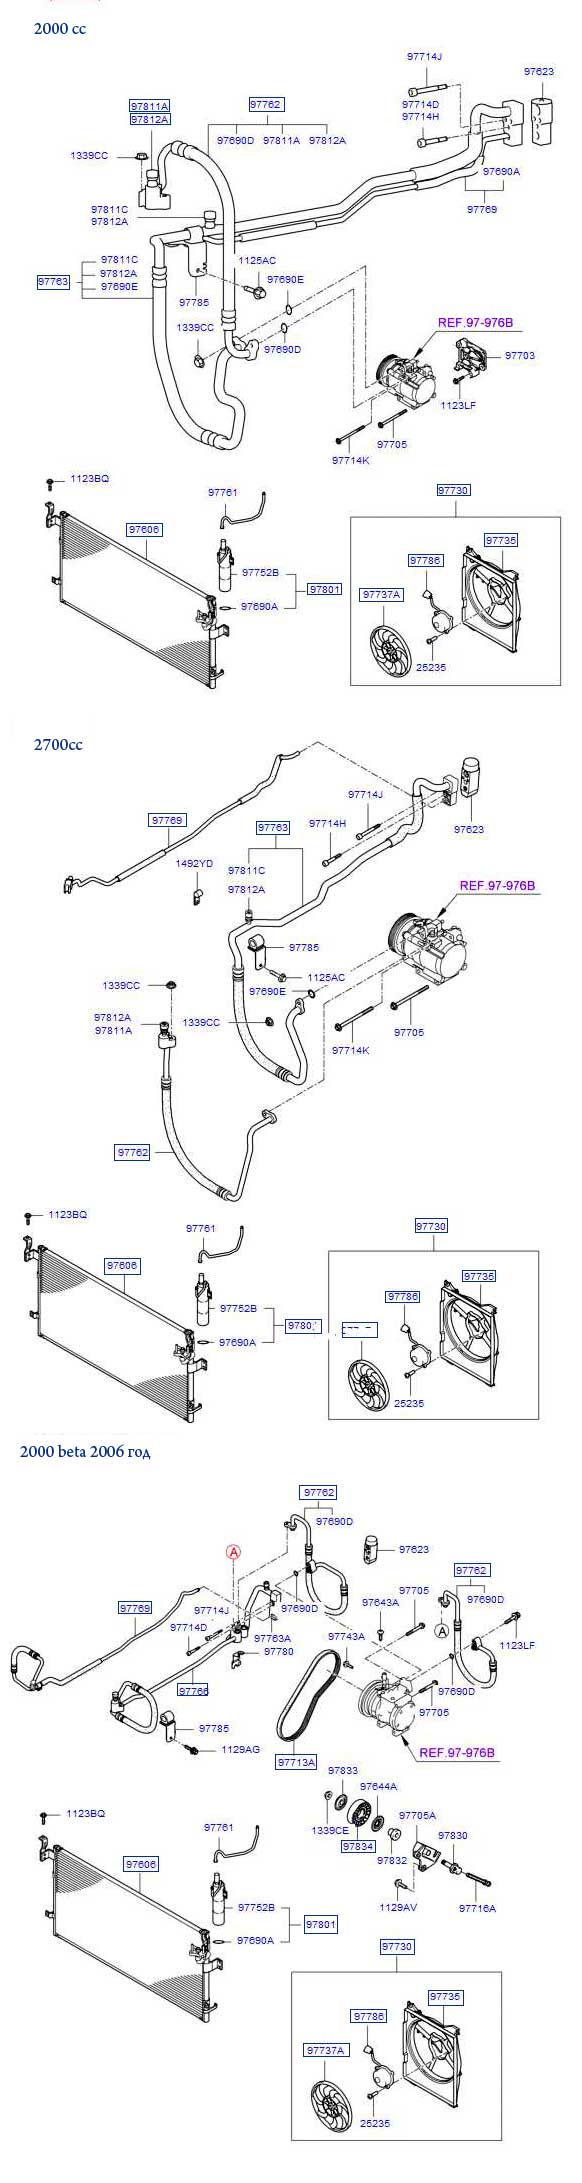 2000 cc
97714J
97623
97811A
97812A
97762
97714D
97714H
97690D 97811A 97812A
1339CC
97690A
97811C
97812A
97769
97811C
97812A
97690E
97763
1125AC
97690E
97785
1339CC
97690D
REF.97-976B
97703
1123LF
97705
97714K
1123BQ
97761
97730
97606
97735
97786
97752B
97801
97737A
97690A
25235
2700cc
97769
97714J
97763
97714H
97623
1492YD
97811C
97812A
REF.97-976B
97785
1339CC
1125AC
97690E
97812A
97811A
1339CC
97705
97714K
97762
1123BQ
97761
97730
97606
97735
97786
97752B
9780
97690A
25235
2000 beta 2006 год
97762
97690D
97623
97762
97705
97690D
97643A
97769
97714J
97690D
97714D
97763A
97743A
1123LF
97780
97766
97690D
97705
97785
1129AG
REF.97-976B
97713A
97833
97644A
1123BQ
97705A
97761
1339CE
97834
97830
97606
97832
97752B
1129AV
97716A
97801
97690A
97730
97735
97786
97737A
25235